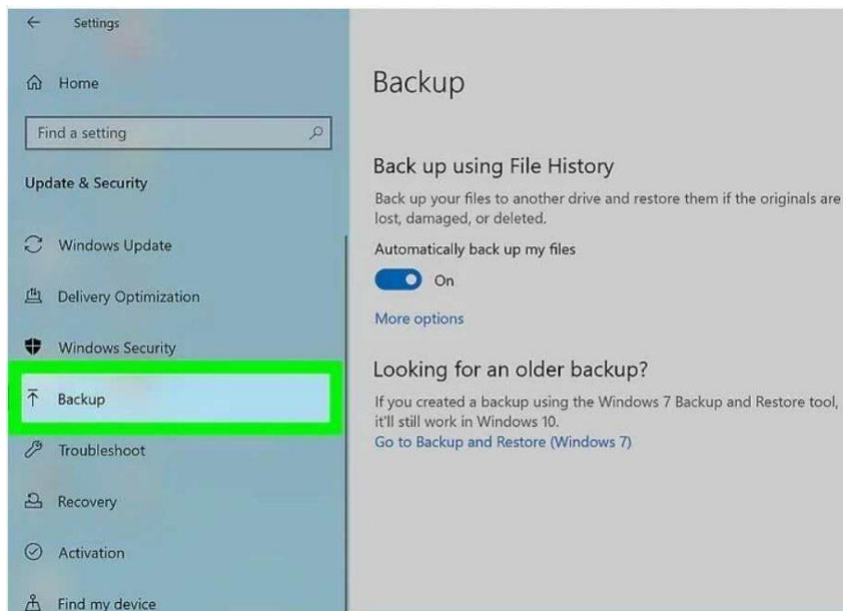 Settings
Home
Find a setting
Update & Security
Windows Update
Delivery Optimization
Windows Security
Backup
Troubleshoot
Recovery
Activation
Find my device
Backup
Back up using File History
Back up your files to another drive and restore them if the originals are
lost, damaged, or deleted.
Automatically back up my files
On
More options
Looking for an older backup?
If you created a backup using the Windows 7 Backup and Restore tool,
it'll still work in Windows 10.
Go to Backup and Restore (Windows 7)